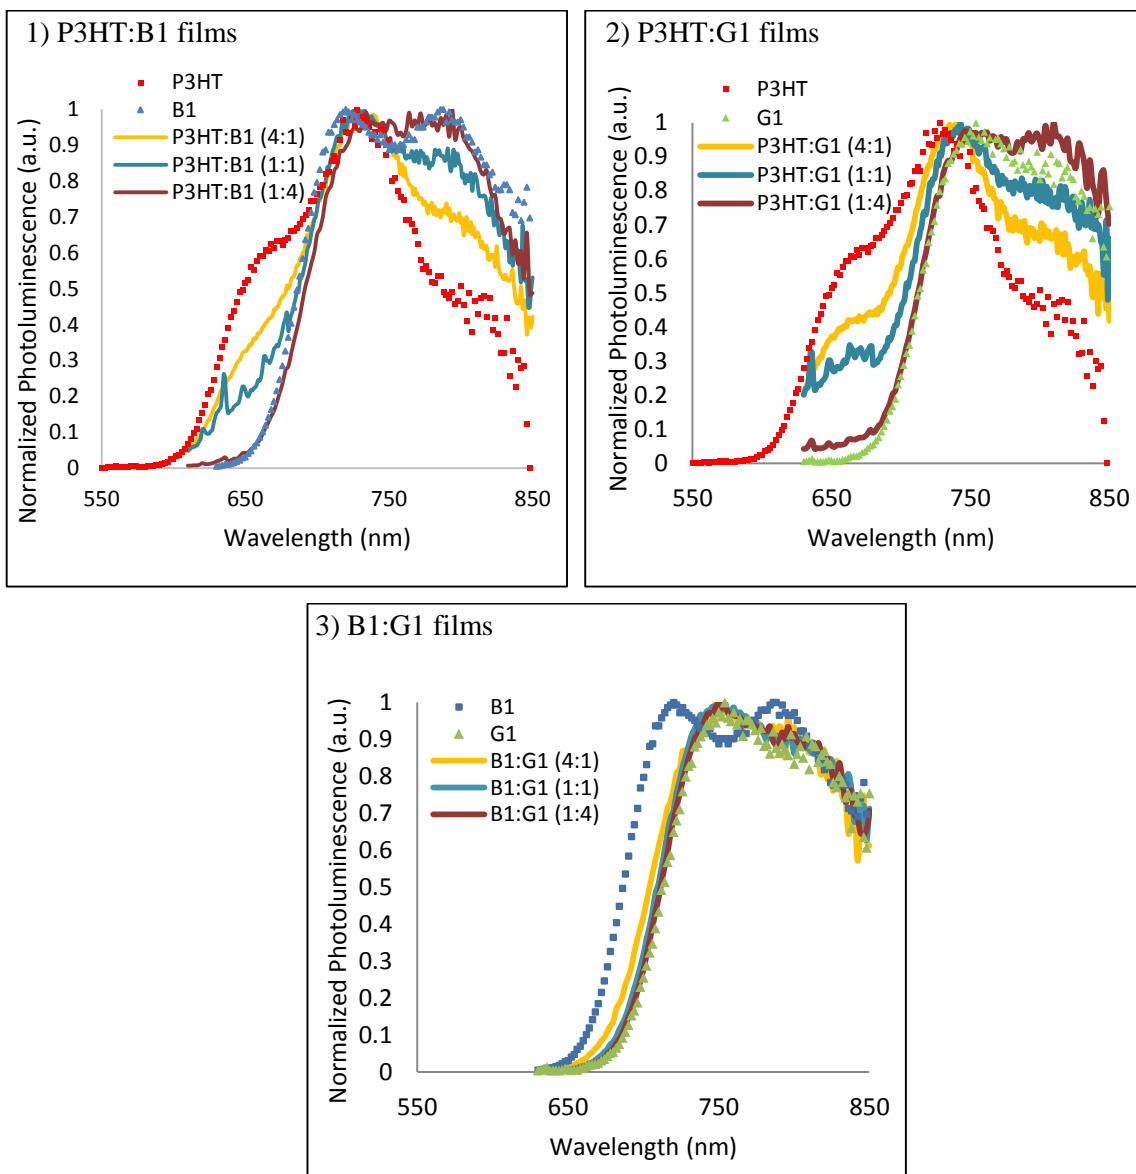 1) P3HT:B1 films
P3HT
B1
P3HT:B1 (4:1)
P3HT:B1 (1:1)
P3HT:B1 (1:4)
Normalized Photoluminescence (a.u.)
1
0.9
0.8
0.7
0.6
0.5
0.4
0.3
0.2
0.1
0
550
650
750
850
Wavelength (nm)
2) P3HT:G1 films
P3HT
G1
P3HT:G1 (4:1)
P3HT:G1 (1:1)
P3HT:G1 (1:4)
Normalized Photoluminescence (a.u.)
1
0.9
0.8
0.7
0.6
0.5
0.4
0.3
0.2
0.1
0
550
650
750
850
Wavelength (nm)
3) B1:G1 films
B1
G1
B1:G1 (4:1)
B1:G1 (1:1)
B1:G1 (1:4)
Normalized Photoluminescence (a.u.)
1
0.9
0.8
0.7
0.6
0.5
0.4
0.3
0.2
0.1
0
550
650
750
850
Wavelength (nm)